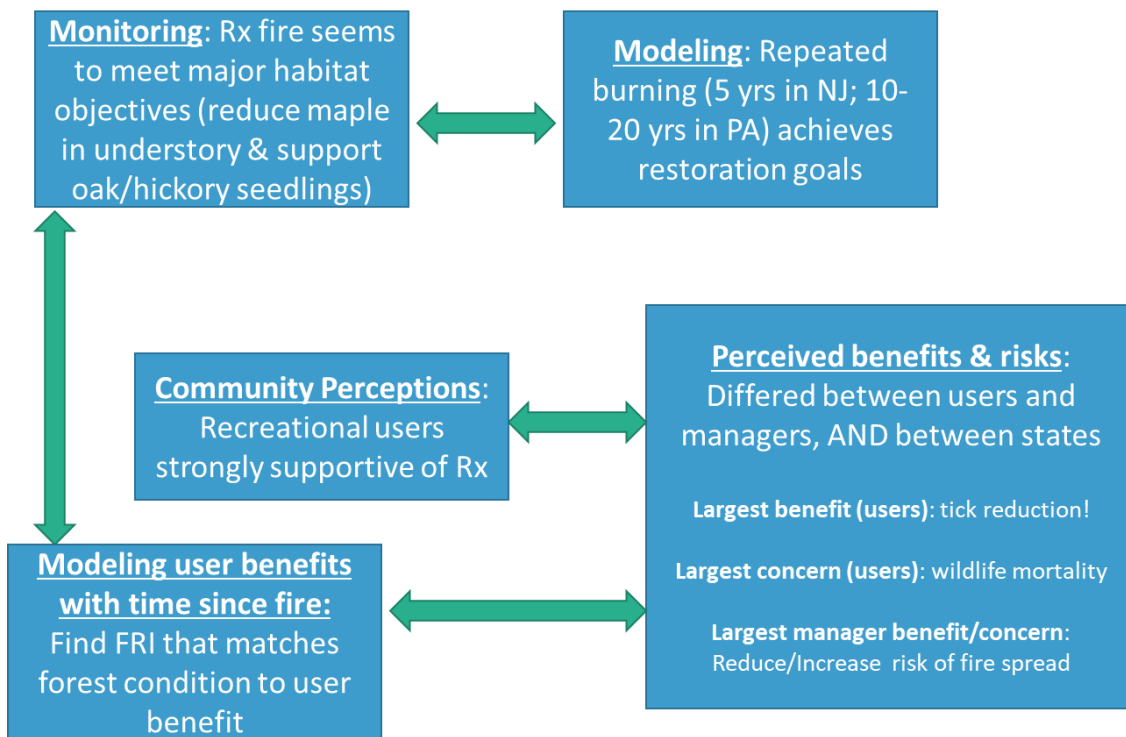 Monitoring: Rx fire seems
to meet major habitat
objectives (reduce maple
in understory & support
oak/hickory seedlings)
Modeling: Repeated
burning (5 yrs in NJ; 10-
20 yrs in PA) achieves
restoration goals
Community Perceptions:
Recreational users
strongly supportive of Rx
Perceived benefits & risks:
Differed between users and
managers, AND between states
Largest benefit (users): tick reduction!
Largest concern (users): wildlife mortality
Largest manager benefit/concern:
Reduce/Increase risk of fire spread
Modeling user benefits
with time since fire:
Find FRI that matches
forest condition to user
benefit